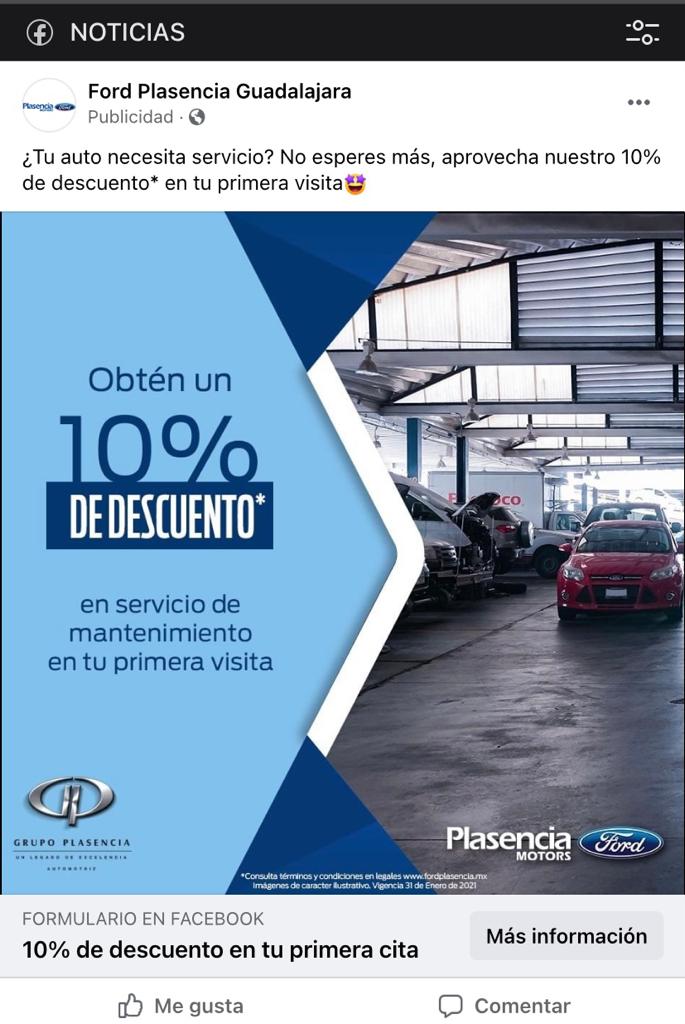 NOTICIAS
Plasencia Ford
Ford Plasencia Guadalajara
Publicidad ·
¿Tu auto necesita servicio? No esperes más, aprovecha nuestro 10%
de descuento* en tu primera visita🤩
Obtén un
10%
DE DESCUENTO*
en servicio de
mantenimiento
en tu primera visita
GRUPO PLASENCIA
UN LEGADO DE EXCELENCIA
AUTOMOTRIZ
Plasencia
MOTORS
Ford
*Consulta términos y condiciones en legales www.fordplasencia.mx
Imágenes de caracter ilustrativo. Vigencia 31 de Enero de 2021
FORMULARIO EN FACEBOOK
10% de descuento en tu primera cita
Más información
Me gusta
Comentar